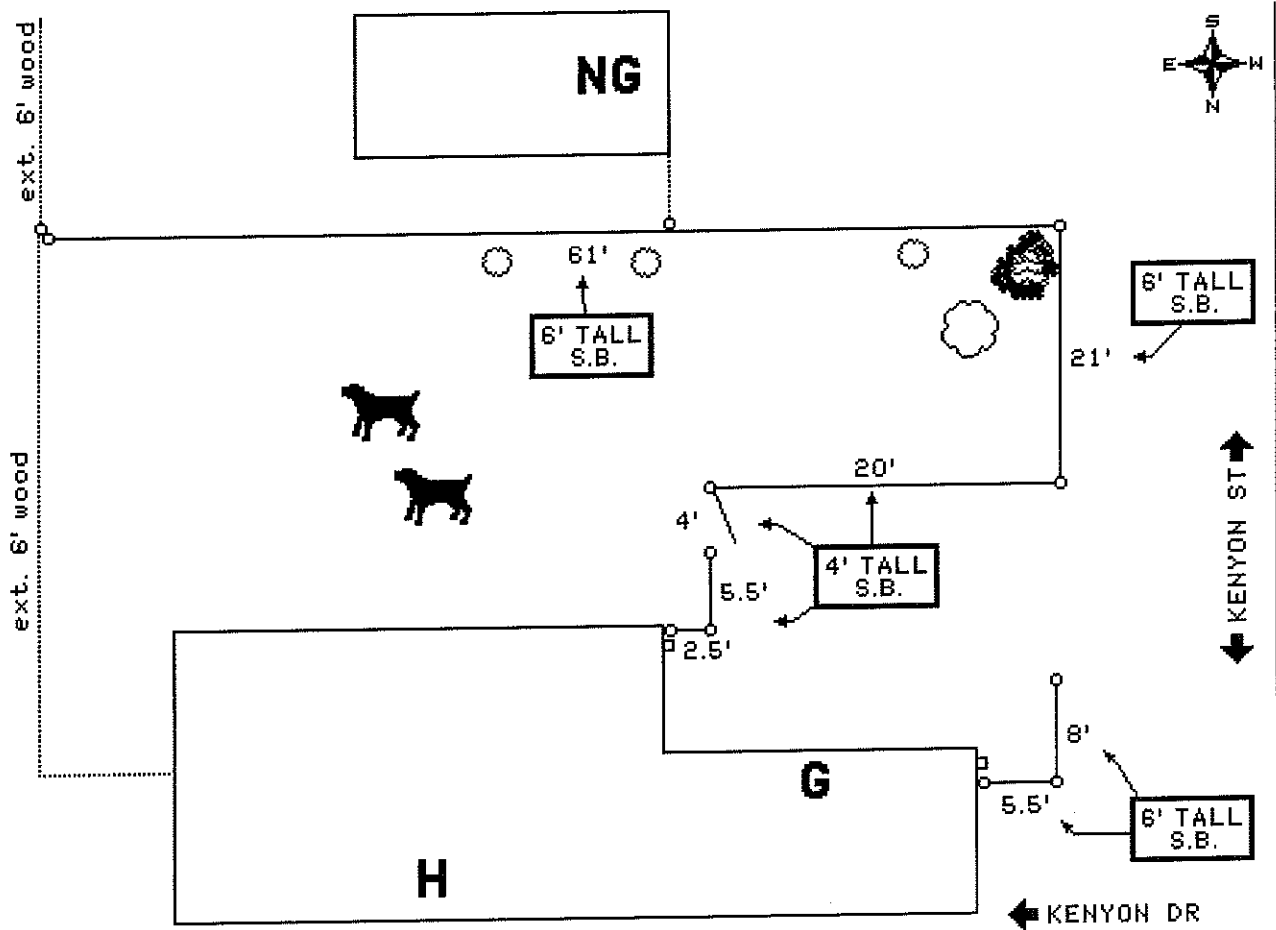 ext. 6' wood
NG
S
E W
N
61'
6' TALL
S.B.
6' TALL
S.B.
21'
ext. 6' wood
20'
4'
4' TALL
S.B.
5.5'
2.5'
KENYON ST
8'
G
5.5'
6' TALL
S.B.
H
KENYON DR